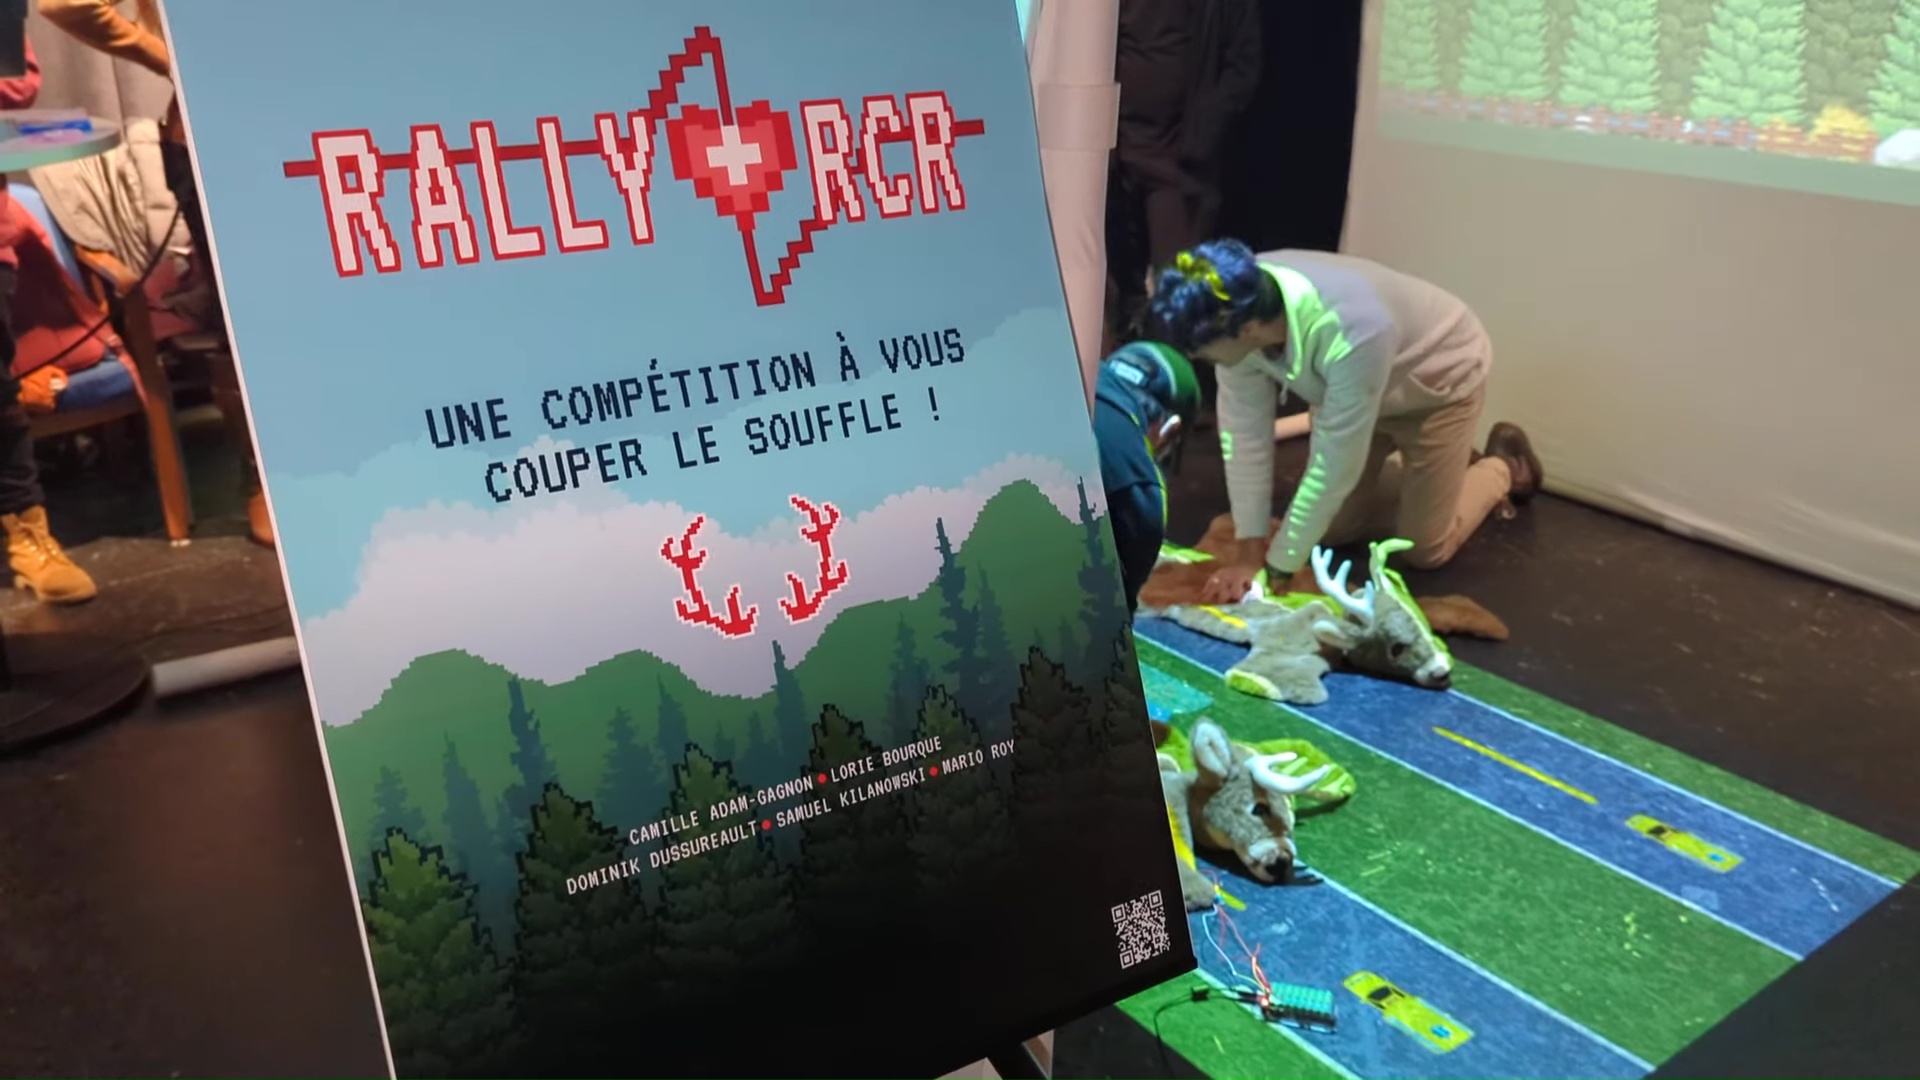 RALLY RCR
UNE COMPÉTITION À VOUS
COUPER LE SOUFFLE !
CAMILLE ADAM-GAGNON • LORIE BOURQUE
DOMINIK DUSSUREAULT • SAMUEL KILANOWSKI • MARIO ROY